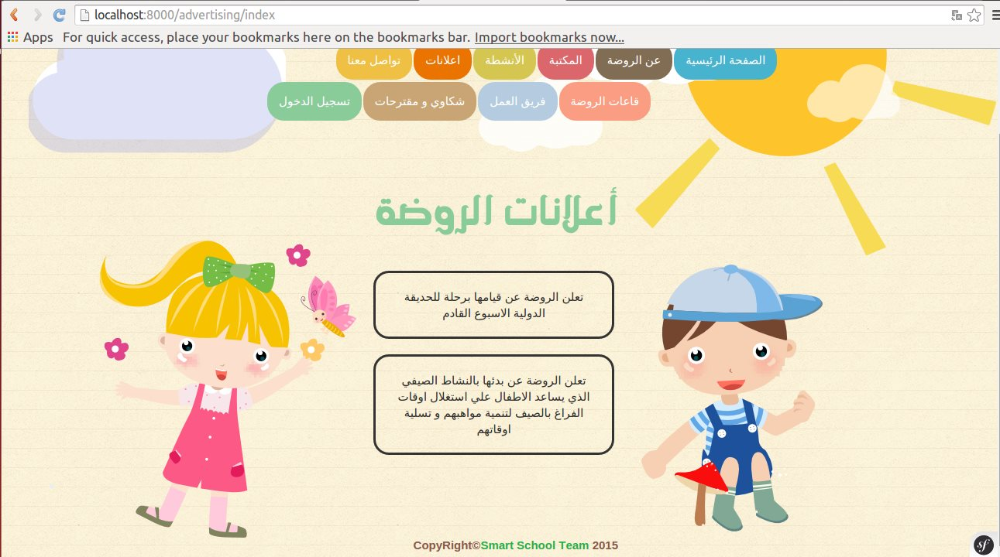 localhost:8000/advertising/index
Apps For quick access, place your bookmarks here on the bookmarks bar. Import bookmarks now...
الصفحة الرئيسية عن الروضة المكتبة الأنشطة اعلانات تواصل معنا
قاعات الروضة فريق العمل شكاوي و مقترحات تسجيل الدخول
أعلانات الروضة
تعلن الروضة عن قيامها برحلة للحديقة
الدولية الاسبوع القادم
تعلن الروضة عن بدئها بالنشاط الصيفي
الذي يساعد الاطفال علي استغلال اوقات
الفراغ بالصيف لتنمية مواهبهم و تسلية
اوقاتهم
CopyRight©Smart School Team 2015
sf